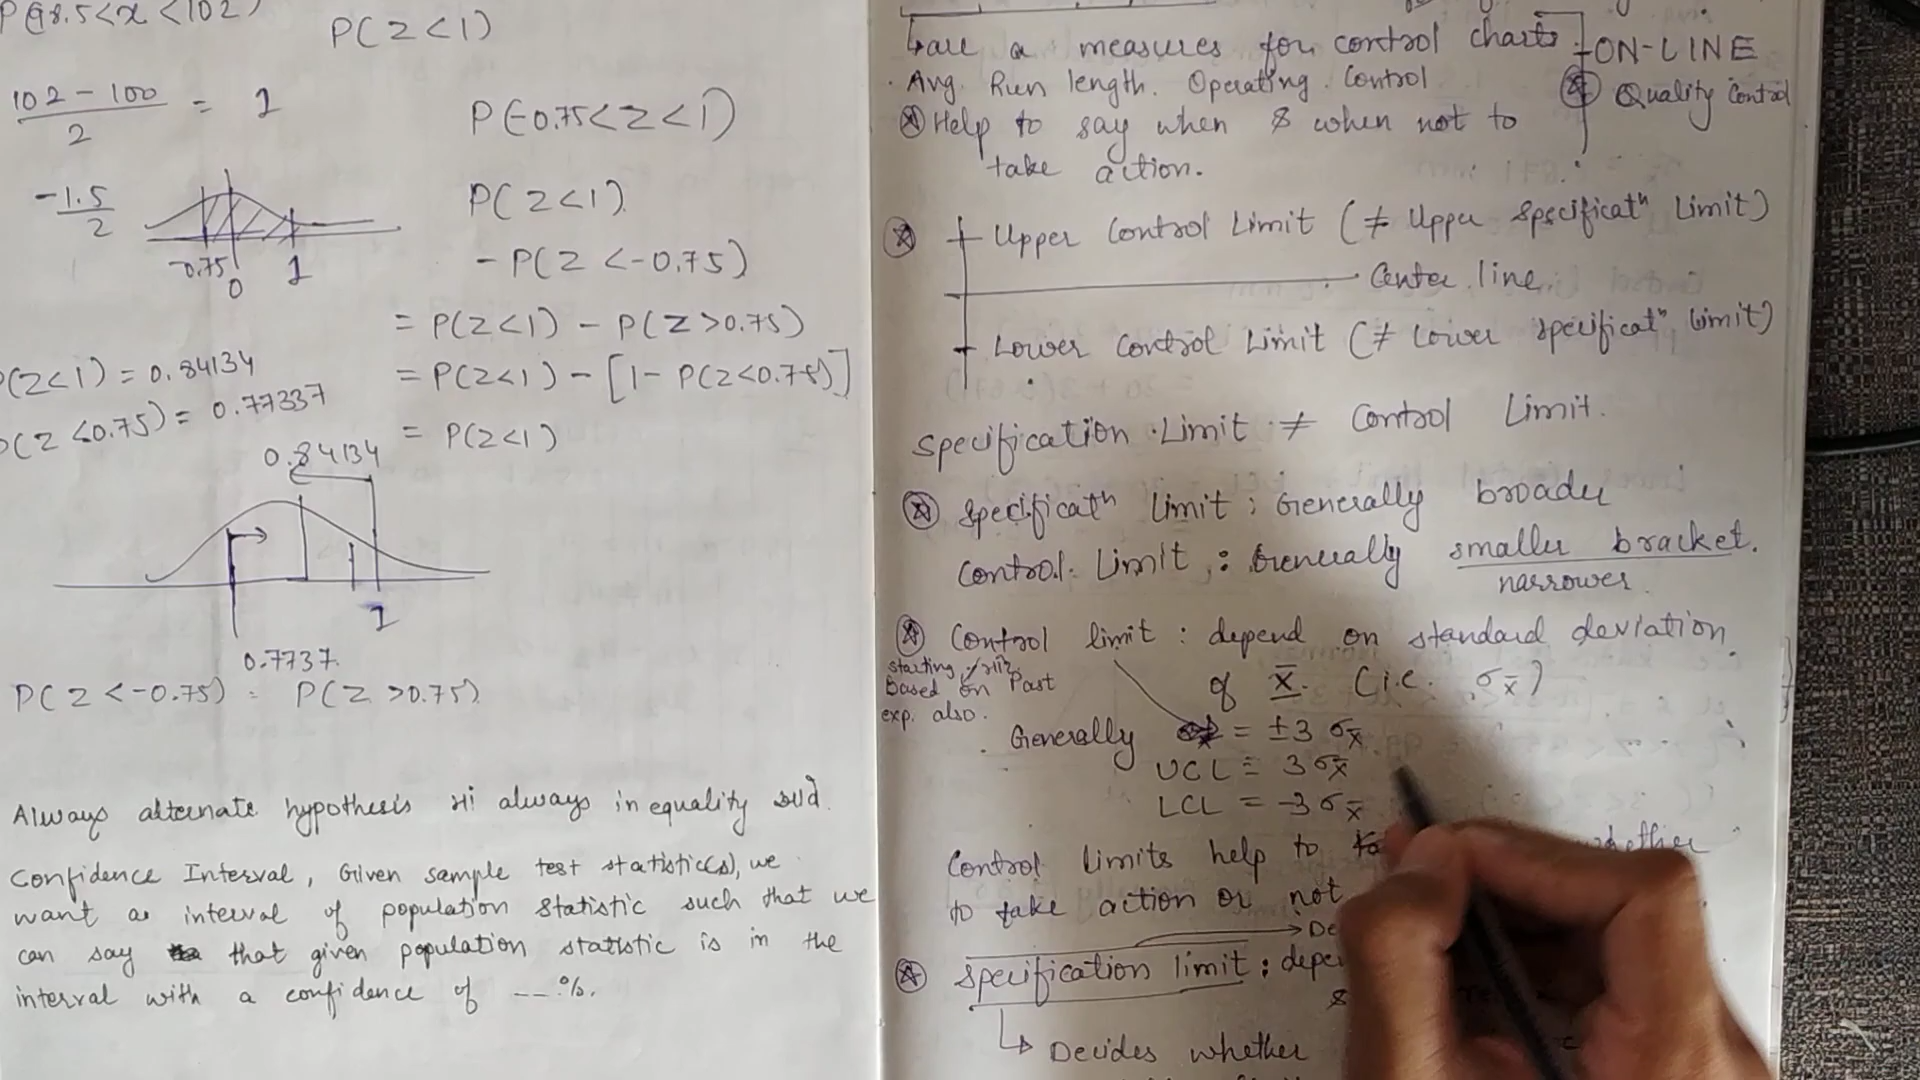 P(98.5<x<102)
P(Z<1)
102-100 / 2 = 1
P(-0.75<Z<1)
-1.5 / 2
-0.75 0 1
P(Z<1)
- P(Z<-0.75)
= P(Z<1) - P(Z>0.75)
P(Z<1) = 0.84134
= P(Z<1) - [1- P(Z<0.75)]
P(Z<0.75) = 0.77337
= P(Z<1)
0.84134
1
0.7737.
P(Z<-0.75) = P(Z>0.75)
Always alternate hypothesis Hi always inequality
Confidence Interval, Given sample test statistic(s), we
want as interval of population statistic such that we
can say that given population statistic is in the
interval with a confidence of __%.
are a measures for control charts
ON-LINE
Avg. Run length. Operating. Control
Quality Control
Help to say when & when not to
take action.
Upper Control Limit (≠ Upper Specificatⁿ Limit)
Center line
Lower Control Limit (≠ Lower specificatⁿ limit)
Specification Limit ≠ Control Limit.
Specificatⁿ limit : Generally broader
Control Limit : Generally smaller bracket.
narrower.
Control limit : depend on standard deviation
starting
Based on Past
exp. also.
of x̄. (i.e. σx̄)
Generally = ±3 σx̄
UCL = 3σx̄
LCL = -3σx̄
Control limits help to whether
to take action or not
De
Specification limit : depe
Decides whether